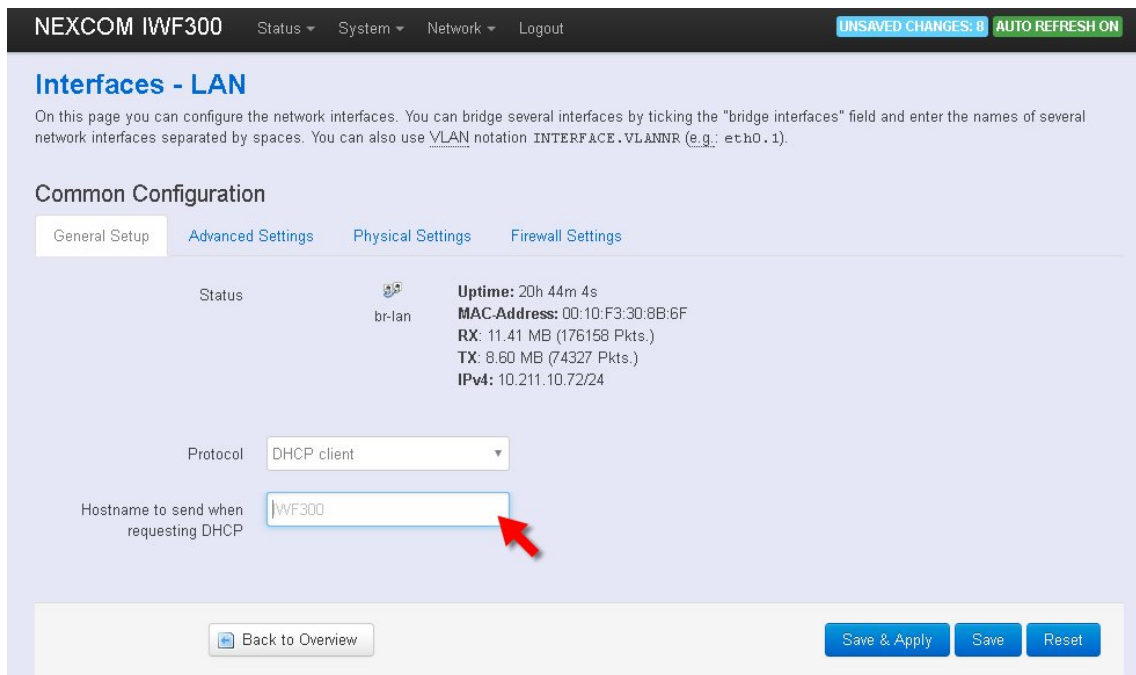 NEXCOM IWF300 Status System Network Logout UNSAVED CHANGES: 8 AUTO REFRESH ON
Interfaces - LAN
On this page you can configure the network interfaces. You can bridge several interfaces by ticking the "bridge interfaces" field and enter the names of several
network interfaces separated by spaces. You can also use VLAN notation INTERFACE.VLANNR (e.g.: eth0.1).
Common Configuration
General Setup Advanced Settings Physical Settings Firewall Settings
Status
br-lan
Uptime: 20h 44m 4s
MAC-Address: 00:10:F3:30:8B:6F
RX: 11.41 MB (176158 Pkts.)
TX: 8.60 MB (74327 Pkts.)
IPv4: 10.211.10.72/24
Protocol DHCP client
Hostname to send when
requesting DHCP
IWF300
Back to Overview Save & Apply Save Reset